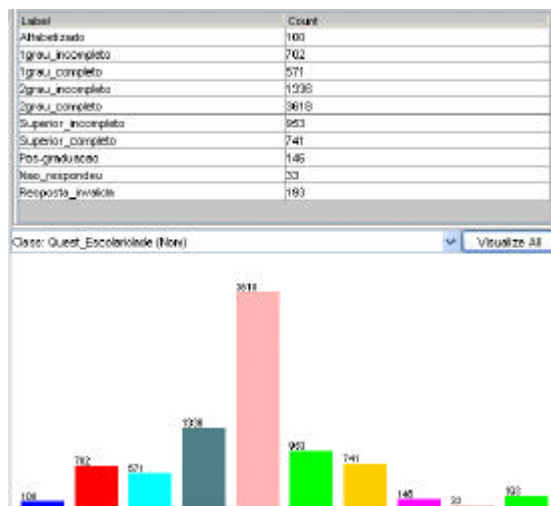 Label Count
Alfabetizado 100
1grau_incompleto 702
1grau_completo 571
2grau_incompleto 1338
2grau_completo 3618
Superior_incompleto 953
Superior_completo 741
Pos-graduacao 146
Nao_respondeu 33
Resposta_invalida 193
Class: Quest_Escolaridade (Nom) Visualize All
3618
1338
953
702
571
741
146
33
193
100